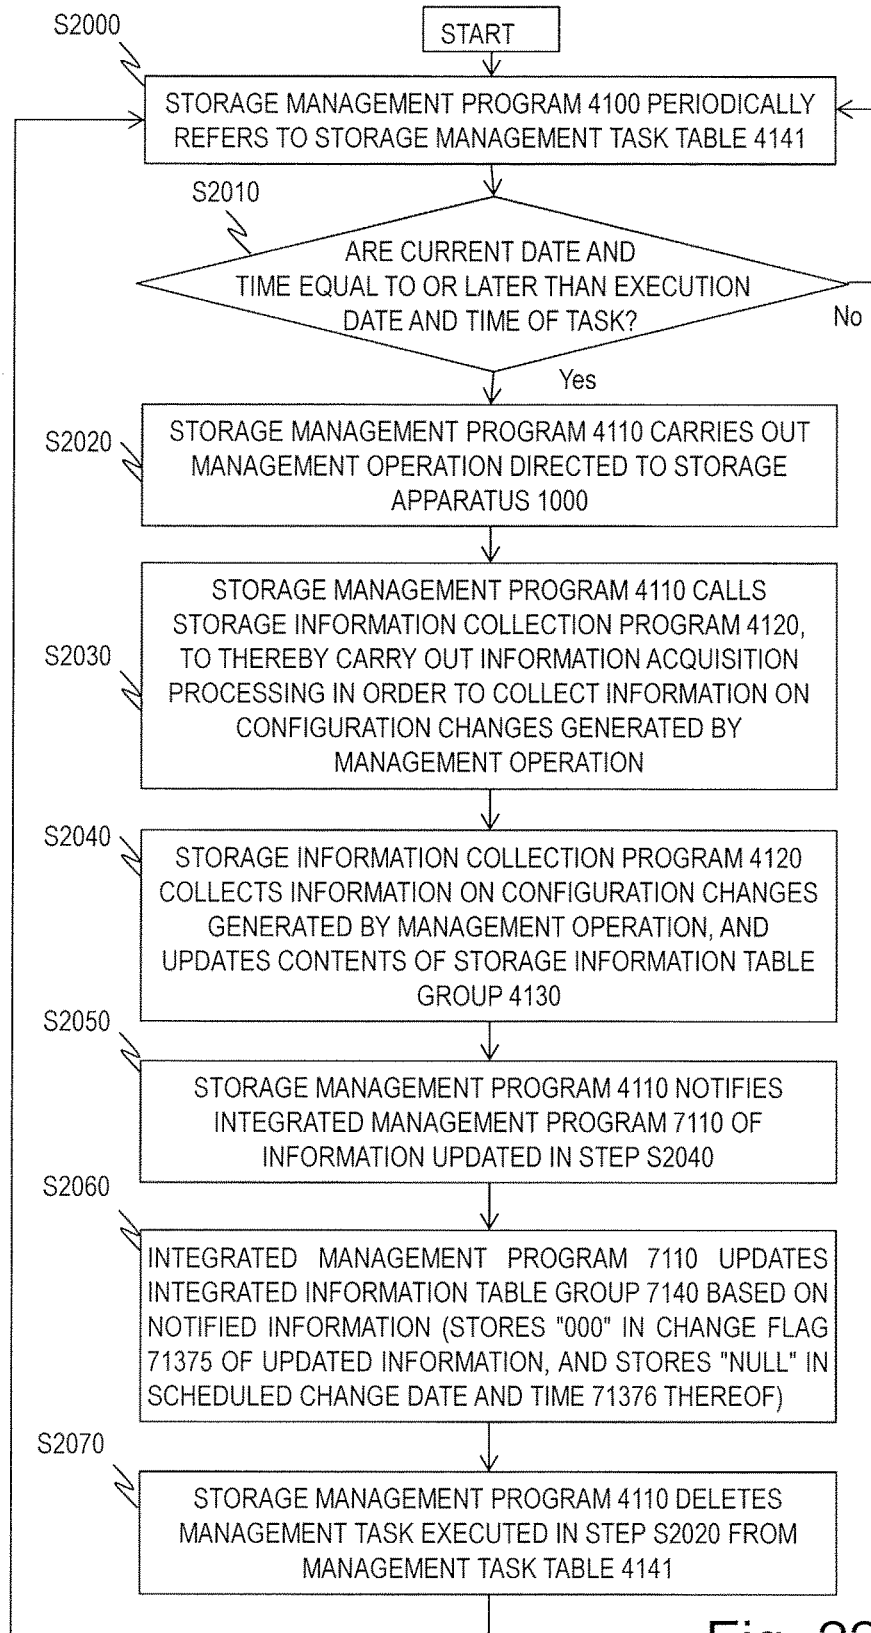 START
S2000
STORAGE MANAGEMENT PROGRAM 4100 PERIODICALLY
REFERS TO STORAGE MANAGEMENT TASK TABLE 4141
S2010
ARE CURRENT DATE AND
TIME EQUAL TO OR LATER THAN EXECUTION
DATE AND TIME OF TASK?
No
Yes
S2020
STORAGE MANAGEMENT PROGRAM 4110 CARRIES OUT
MANAGEMENT OPERATION DIRECTED TO STORAGE
APPARATUS 1000
S2030
STORAGE MANAGEMENT PROGRAM 4110 CALLS
STORAGE INFORMATION COLLECTION PROGRAM 4120,
TO THEREBY CARRY OUT INFORMATION ACQUISITION
PROCESSING IN ORDER TO COLLECT INFORMATION ON
CONFIGURATION CHANGES GENERATED BY
MANAGEMENT OPERATION
S2040
STORAGE INFORMATION COLLECTION PROGRAM 4120
COLLECTS INFORMATION ON CONFIGURATION CHANGES
GENERATED BY MANAGEMENT OPERATION, AND
UPDATES CONTENTS OF STORAGE INFORMATION TABLE
GROUP 4130
S2050
STORAGE MANAGEMENT PROGRAM 4110 NOTIFIES
INTEGRATED MANAGEMENT PROGRAM 7110 OF
INFORMATION UPDATED IN STEP S2040
S2060
INTEGRATED MANAGEMENT PROGRAM 7110 UPDATES
INTEGRATED INFORMATION TABLE GROUP 7140 BASED ON
NOTIFIED INFORMATION (STORES "000" IN CHANGE FLAG
71375 OF UPDATED INFORMATION, AND STORES "NULL" IN
SCHEDULED CHANGE DATE AND TIME 71376 THEREOF)
S2070
STORAGE MANAGEMENT PROGRAM 4110 DELETES
MANAGEMENT TASK EXECUTED IN STEP S2020 FROM
MANAGEMENT TASK TABLE 4141
Fig.